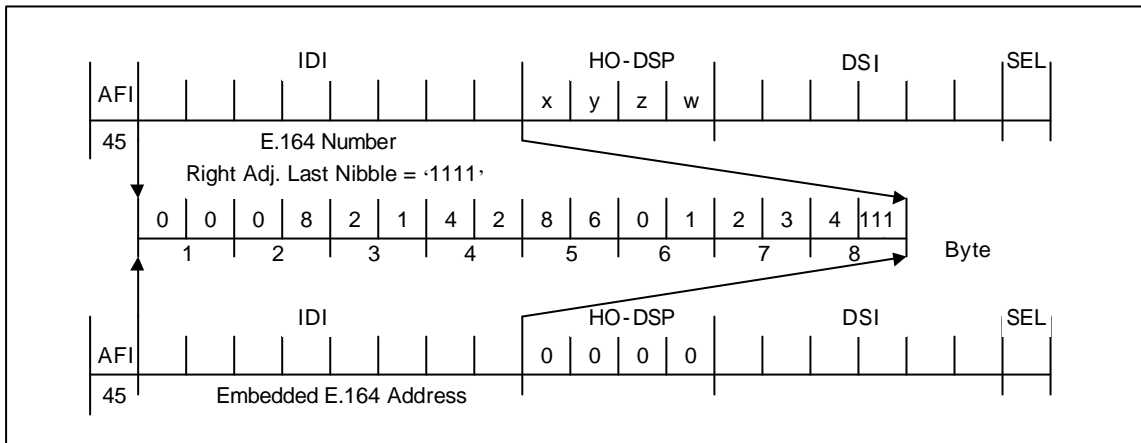 IDI HO-DSP DSI SEL
AFI x y z w
45 E.164 Number
Right Adj. Last Nibble = ‘1111’
0 0 0 8 2 1 4 2 8 6 0 1 2 3 4 111
1 2 3 4 5 6 7 8 Byte
IDI HO-DSP DSI SEL
AFI 0 0 0 0
45 Embedded E.164 Address